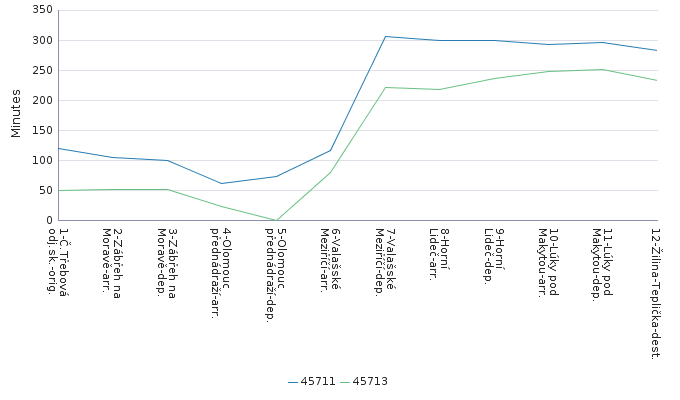 350
300
250
200
150
100
50
0
Minutes
1-Č.Třebová
odj.sk.-orig.
2-Zábřeh na
Moravě-arr.
3-Zábřeh na
Moravě-dep.
4-Olomouc
přednádraží-arr.
5-Olomouc
přednádraží-dep.
6-Valašské
Meziříčí-arr.
7-Valašské
Meziříčí-dep.
8-Horní
Lideč-arr.
9-Horní
Lideč-dep.
10-Lúky pod
Makytou-arr.
11-Lúky pod
Makytou-dep.
12-Žilina-Teplička-dest.
45711
45713